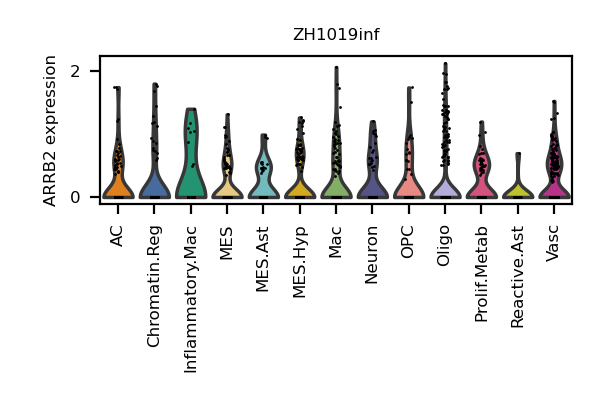 ZH1019inf
ARRB2 expression
2
0
AC
Chromatin.Reg
Inflammatory.Mac
MES
MES.Ast
MES.Hyp
Mac
Neuron
OPC
Oligo
Prolif.Metab
Reactive.Ast
Vasc